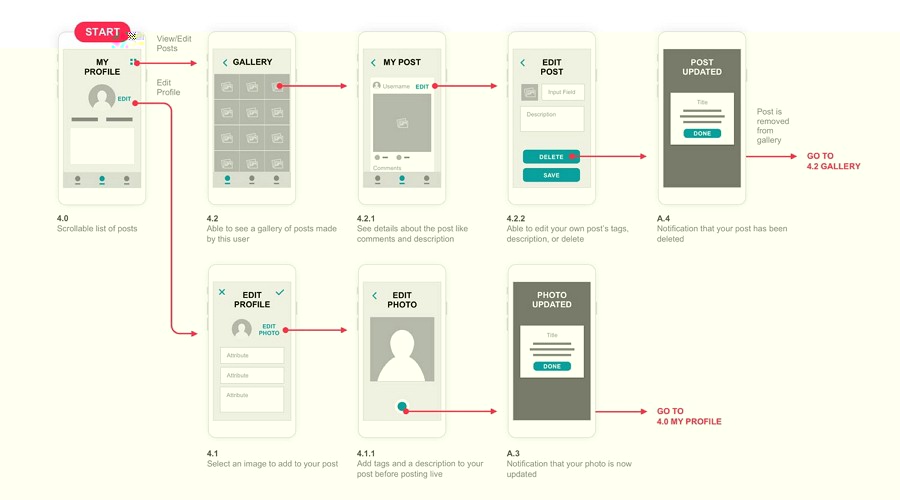 START
View/Edit
Posts
MY
PROFILE
EDIT
Edit
Profile
GALLERY
MY POST
Username
EDIT
Comments
EDIT
POST
Input Field
Description
DELETE
SAVE
POST
UPDATED
Title
DONE
Post is
removed
from
gallery
GO TO
4.2 GALLERY
4.0
Scrollable list of posts
4.2
Able to see a gallery of posts made
by this user
4.2.1
See details about the post like
comments and description
4.2.2
Able to edit your own post's tags,
description, or delete
A.4
Notification that your post has been
deleted
EDIT
PROFILE
EDIT
PHOTO
Attribute
Attribute
Attribute
EDIT
PHOTO
PHOTO
UPDATED
Title
DONE
GO TO
4.0 MY PROFILE
4.1
Select an image to add to your post
4.1.1
Add tags and a description to your
post before posting live
A.3
Notification that your photo is now
updated